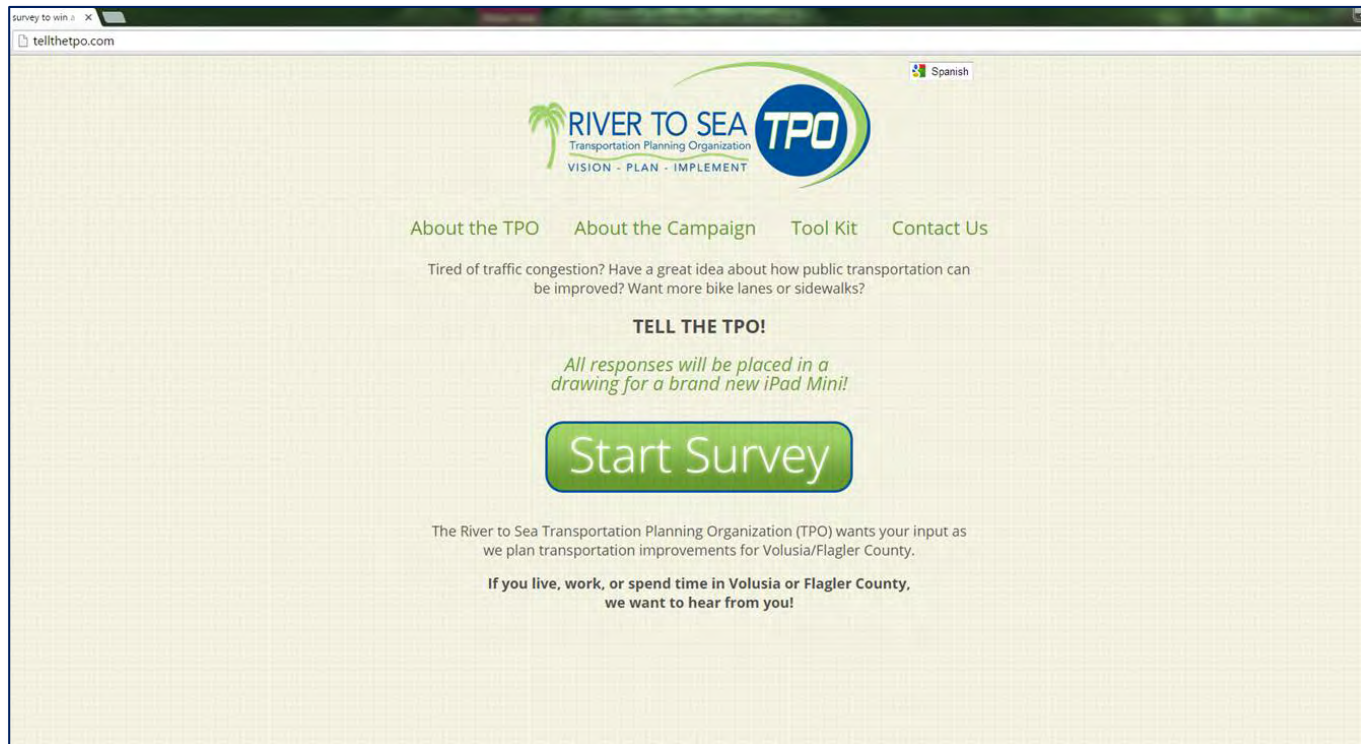 survey to win a
tellthetpo.com
Spanish
RIVER TO SEA
TPO
Transportation Planning Organization
VISION - PLAN - IMPLEMENT
About the TPO About the Campaign Tool Kit Contact Us
Tired of traffic congestion? Have a great idea about how public transportation can
be improved? Want more bike lanes or sidewalks?
TELL THE TPO!
All responses will be placed in a
drawing for a brand new iPad Mini!
Start Survey
The River to Sea Transportation Planning Organization (TPO) wants your input as
we plan transportation improvements for Volusia/Flagler County.
If you live, work, or spend time in Volusia or Flagler County,
we want to hear from you!